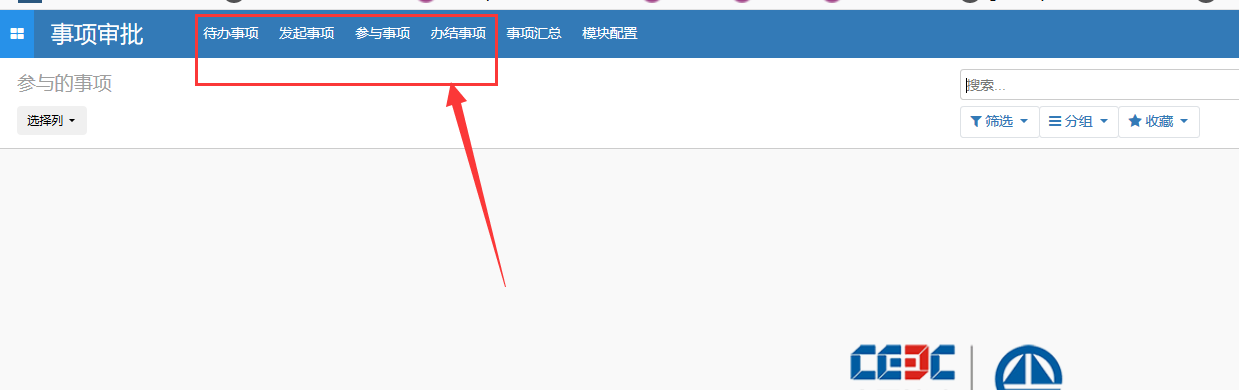 事项审批 待办事项 发起事项 参与事项 办结事项 事项汇总 模块配置
参与的事项
搜索...
选择列
筛选 分组 收藏